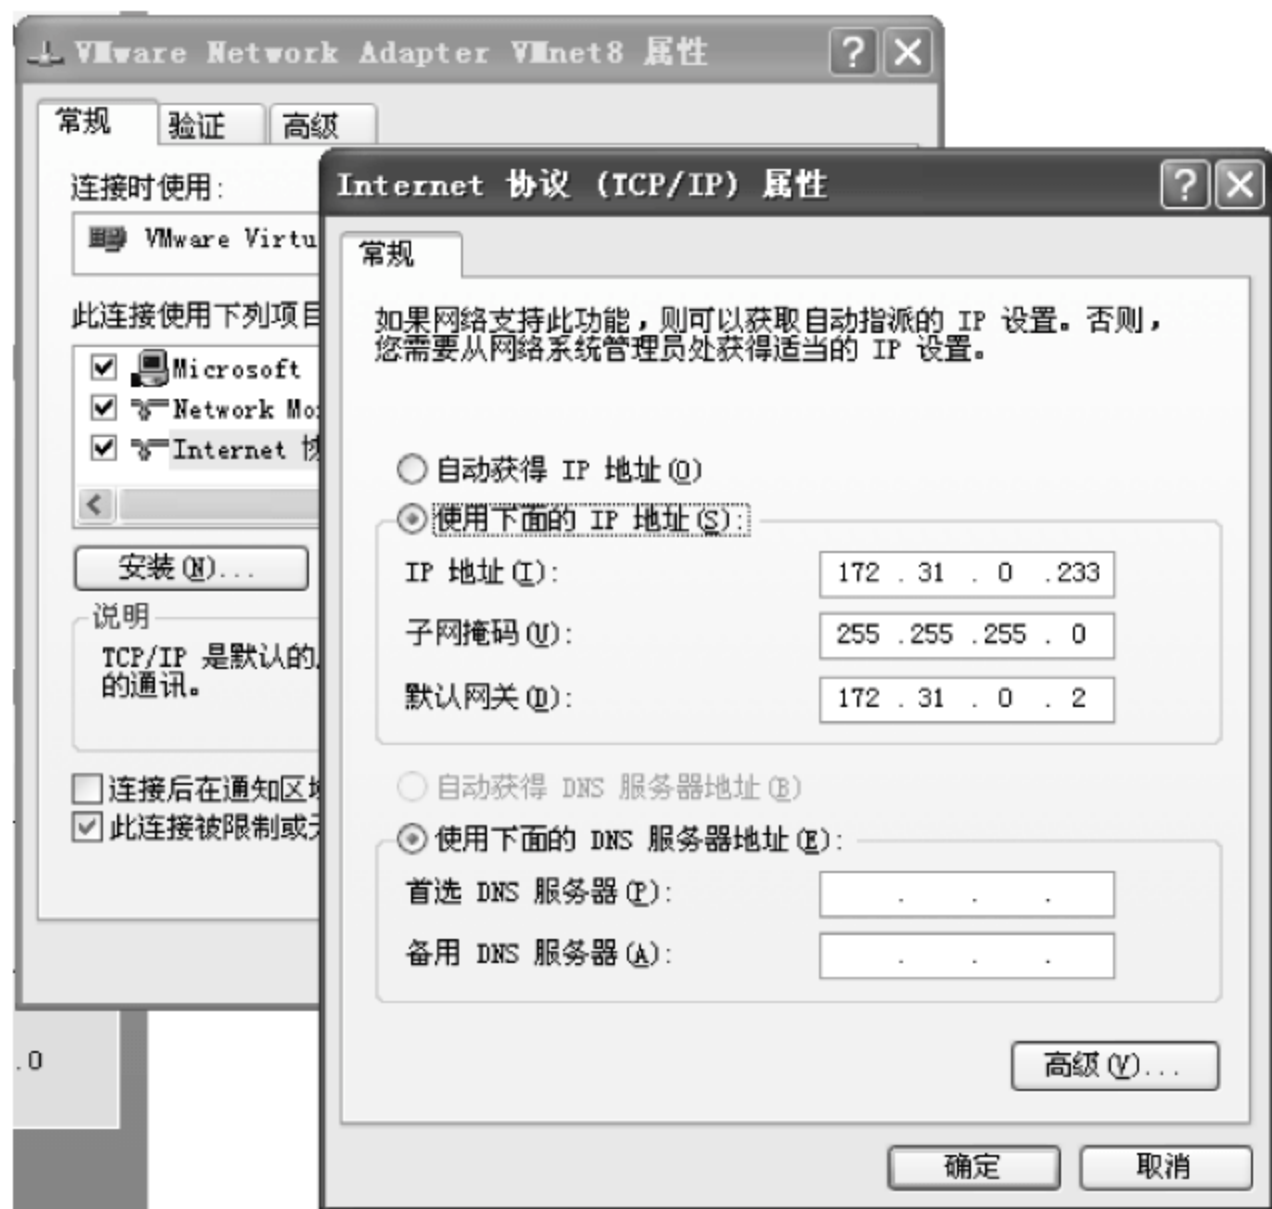 VMware Network Adapter VMnet8 属性
常规
验证
高级
连接时使用:
VMware Virtu
此连接使用下列项目
Microsoft
Network Mo
Internet 协
安装(N)...
说明
TCP/IP 是默认的
的通讯。
连接后在通知区域
此连接被限制或无
.0
Internet 协议 (TCP/IP) 属性
常规
如果网络支持此功能，则可以获取自动指派的 IP 设置。否则，
您需要从网络系统管理员处获得适当的 IP 设置。
自动获得 IP 地址(O)
使用下面的 IP 地址(S):
IP 地址(I): 172 . 31 . 0 .233
子网掩码(U): 255 .255 .255 . 0
默认网关(D): 172 . 31 . 0 . 2
自动获得 DNS 服务器地址(B)
使用下面的 DNS 服务器地址(E):
首选 DNS 服务器(P): . . .
备用 DNS 服务器(A): . . .
高级(V)...
确定
取消